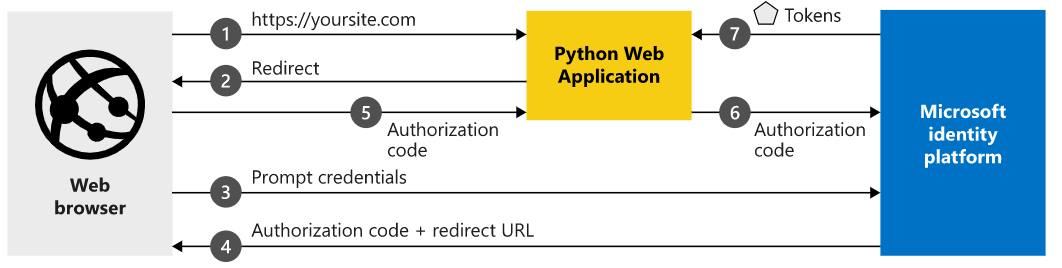 1
https://yoursite.com
7
Tokens
Python Web
Application
2
Redirect
5
Authorization
code
6
Authorization
code
Microsoft
identity
platform
Web
browser
3
Prompt credentials
4
Authorization code + redirect URL